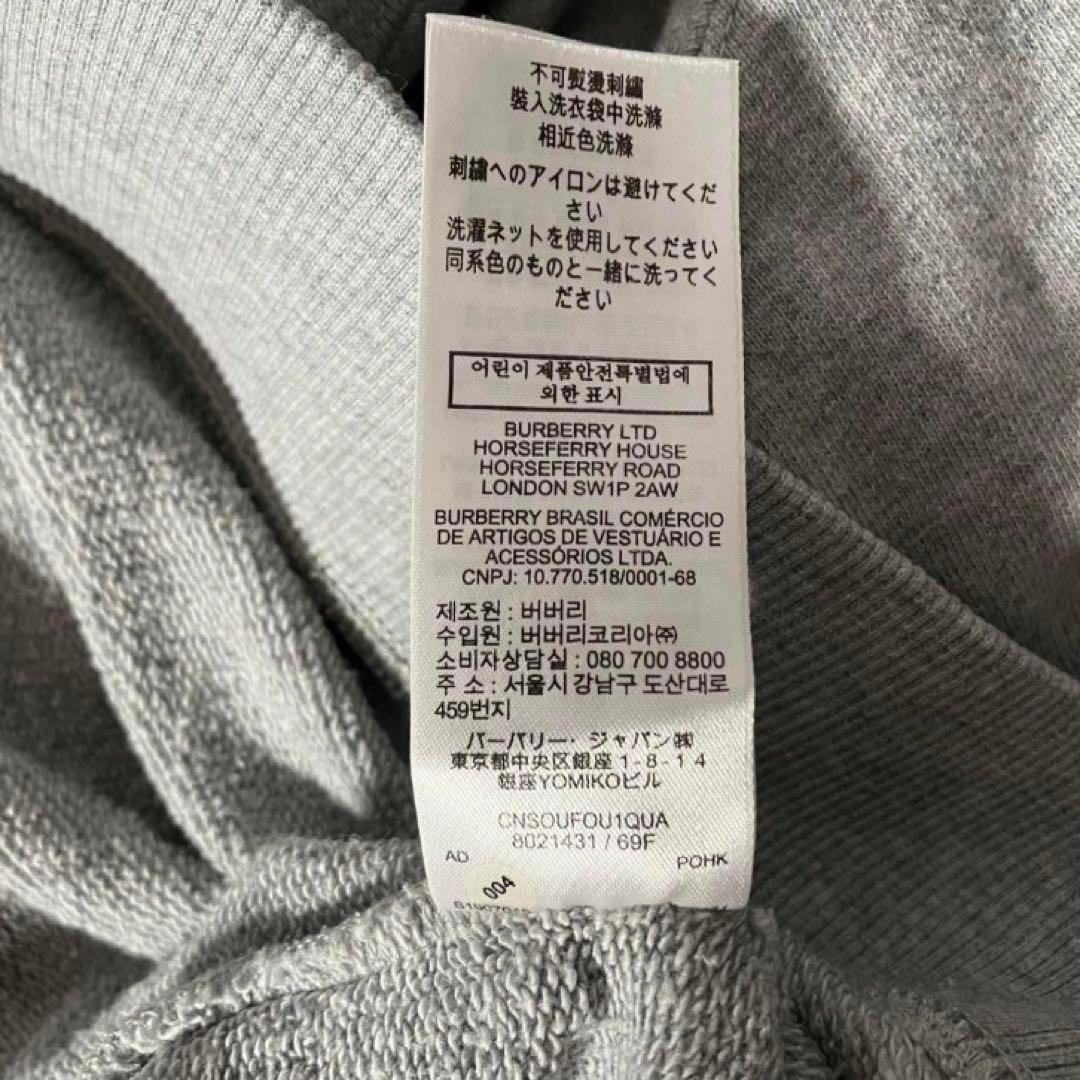 不可熨燙刺繡
裝入洗衣袋中洗滌
相近色洗滌
刺繍へのアイロンは避けてくだ
さい
洗濯ネットを使用してください
同系色のものと一緒に洗ってく
ださい
어린이 제품안전특별법에
의한 표시
BURBERRY LTD
HORSEFERRY HOUSE
HORSEFERRY ROAD
LONDON SW1P 2AW
BURBERRY BRASIL COMÉRCIO
DE ARTIGOS DE VESTUÁRIO E
ACESSÓRIOS LTDA.
CNPJ: 10.770.518/0001-68
제조원 : 버버리
수입원 : 버버리코리아㈜
소비자상담실 : 080 700 8800
주 소 : 서울시 강남구 도산대로
459번지
バーバリー・ジャパン㈱
東京都中央区銀座1-8-14
銀座YOMIKOビル
CNSOUFOU1QUA
8021431 / 69F
AD
POHK
004